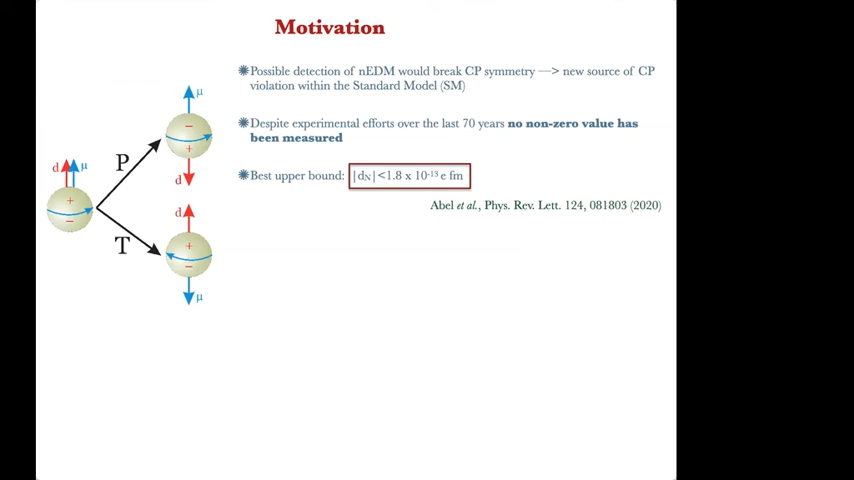 Motivation
✺Possible detection of nEDM would break CP symmetry —> new source of CP
violation within the Standard Model (SM)
✺Despite experimental efforts over the last 70 years no non-zero value has
been measured
✺Best upper bound: |dN|<1.8 x 10⁻¹³ e fm
Abel et al., Phys. Rev. Lett. 124, 081803 (2020)
μ
−
+
P
d
d μ
+
−
d
T
+
−
μ